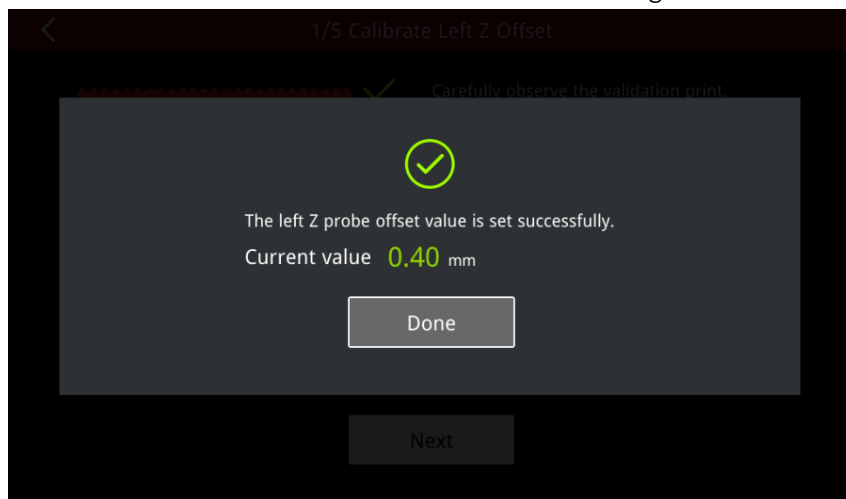 1/5 Calibrate Left Z Offset
Carefully observe the validation print.
The left Z probe offset value is set successfully.
Current value 0.40 mm
Done
Next